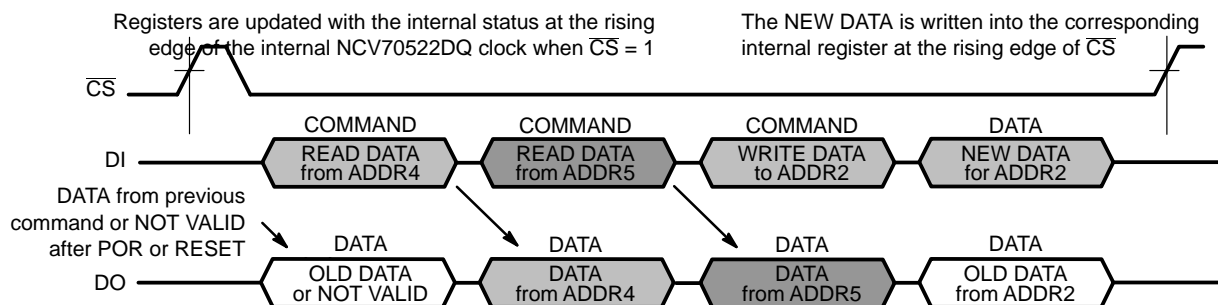 Registers are updated with the internal status at the rising
edge of the internal NCV70522DQ clock when CS = 1
The NEW DATA is written into the corresponding
internal register at the rising edge of CS
CS
COMMAND
COMMAND
COMMAND
DATA
DI
READ DATA
from ADDR4
READ DATA
from ADDR5
WRITE DATA
to ADDR2
NEW DATA
for ADDR2
DATA from previous
command or NOT VALID
after POR or RESET
DATA
DATA
DATA
DATA
DO
OLD DATA
or NOT VALID
DATA
from ADDR4
DATA
from ADDR5
OLD DATA
from ADDR2